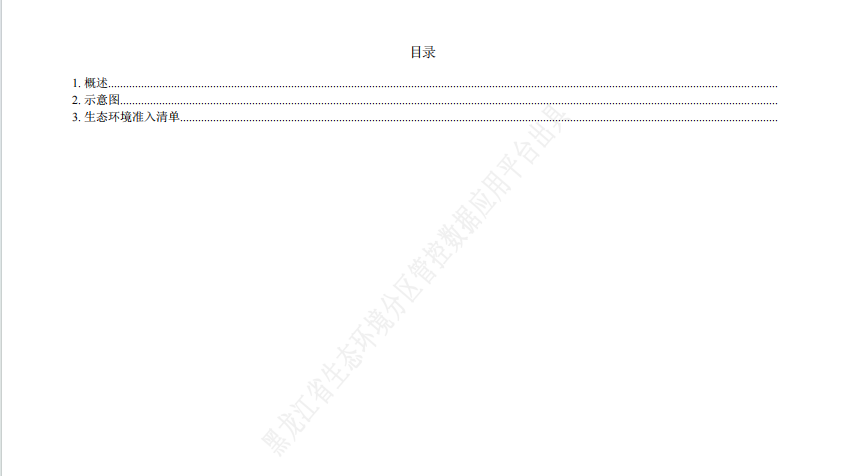 目录
1. 概述
2. 示意图
3. 生态环境准入清单
黑龙江省生态环境分区管控数据应用平台出具